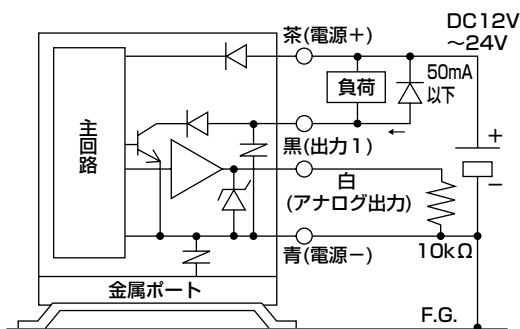 DC12V
～24V
茶(電源＋)
負荷
50mA
以下
主回路
黒(出力1)
白
(アナログ出力)
＋
－
10kΩ
青(電源－)
金属ポート
F.G.